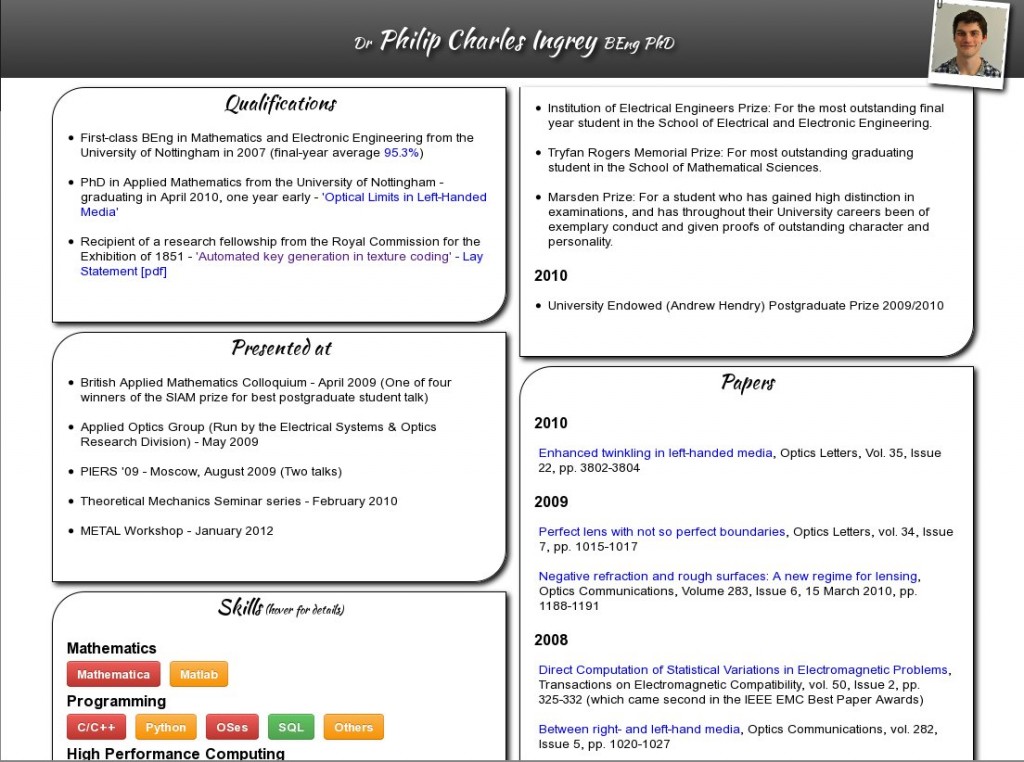 Dr Philip Charles Ingrey BEng PhD
Qualifications
• First-class BEng in Mathematics and Electronic Engineering from the
University of Nottingham in 2007 (final-year average 95.3%)
• PhD in Applied Mathematics from the University of Nottingham -
graduating in April 2010, one year early - 'Optical Limits in Left-Handed
Media'
• Recipient of a research fellowship from the Royal Commission for the
Exhibition of 1851 - 'Automated key generation in texture coding' - Lay
Statement [pdf]
Presented at
• British Applied Mathematics Colloquium - April 2009 (One of four
winners of the SIAM prize for best postgraduate student talk)
• Applied Optics Group (Run by the Electrical Systems & Optics
Research Division) - May 2009
• PIERS '09 - Moscow, August 2009 (Two talks)
• Theoretical Mechanics Seminar series - February 2010
• METAL Workshop - January 2012
Skills (hover for details)
Mathematics
Mathematica Matlab
Programming
C/C++ Python OSes SQL Others
High Performance Computing
• Institution of Electrical Engineers Prize: For the most outstanding final
year student in the School of Electrical and Electronic Engineering.
• Tryfan Rogers Memorial Prize: For most outstanding graduating
student in the School of Mathematical Sciences.
• Marsden Prize: For a student who has gained high distinction in
examinations, and has throughout their University careers been of
exemplary conduct and given proofs of outstanding character and
personality.
2010
• University Endowed (Andrew Hendry) Postgraduate Prize 2009/2010
Papers
2010
Enhanced twinkling in left-handed media, Optics Letters, Vol. 35, Issue
22, pp. 3802-3804
2009
Perfect lens with not so perfect boundaries, Optics Letters, vol. 34, Issue
7, pp. 1015-1017
Negative refraction and rough surfaces: A new regime for lensing,
Optics Communications, Volume 283, Issue 6, 15 March 2010, pp.
1188-1191
2008
Direct Computation of Statistical Variations in Electromagnetic Problems,
Transactions on Electromagnetic Compatibility, vol. 50, Issue 2, pp.
325-332 (which came second in the IEEE EMC Best Paper Awards)
Between right- and left-hand media, Optics Communications, vol. 282,
Issue 5, pp. 1020-1027